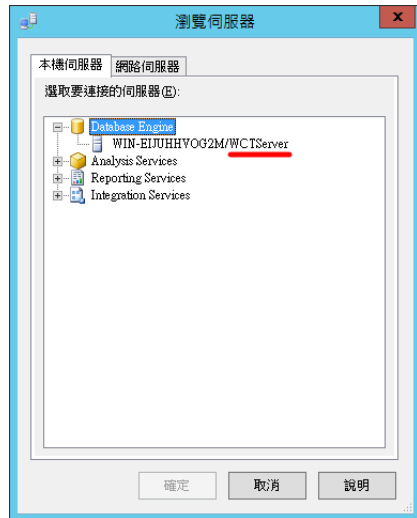 瀏覽伺服器
x
本機伺服器 網路伺服器
選取要連接的伺服器(E):
Database Engine
WIN-EIJUHHVOG2M/WCTServer
Analysis Services
Reporting Services
Integration Services
確定 取消 說明